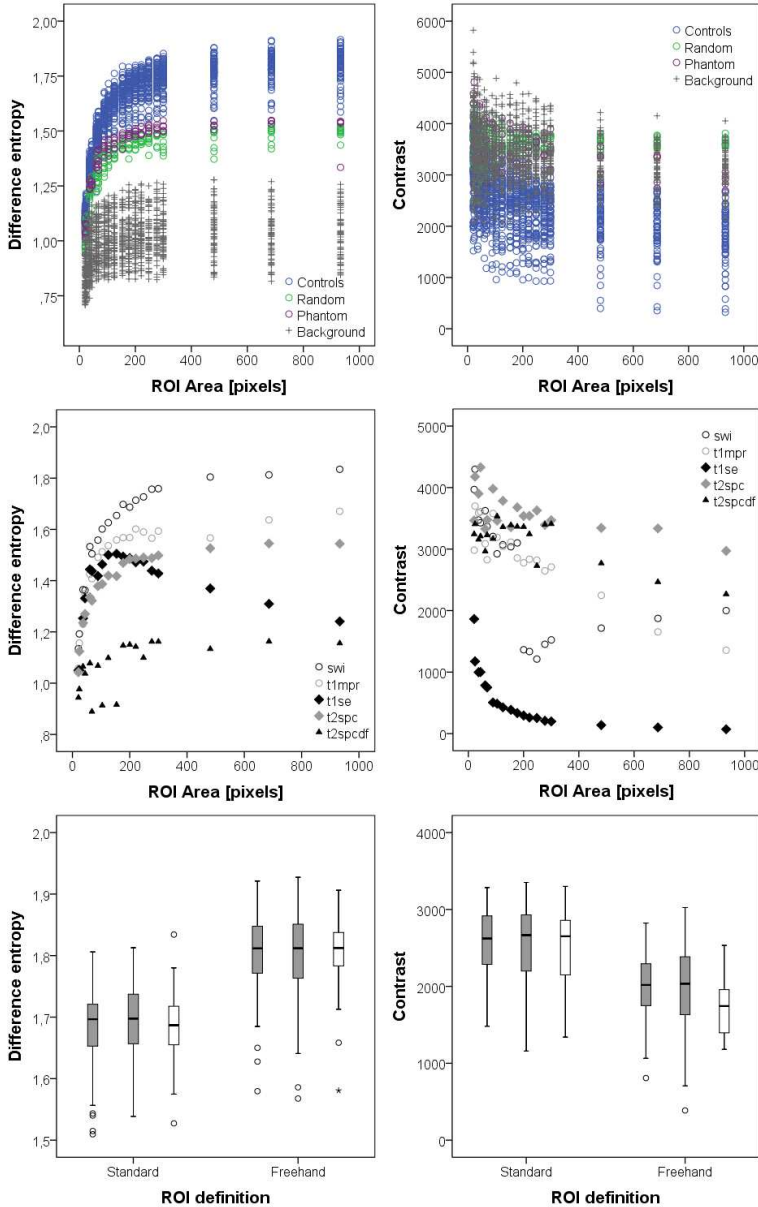 2,00
1,75
1,50
1,25
1,00
,75
Difference entropy
Controls
Random
Phantom
Background
0 200 400 600 800 1000
ROI Area [pixels]
6000
5000
4000
3000
2000
1000
0
Contrast
Controls
Random
Phantom
Background
0 200 400 600 800 1000
ROI Area [pixels]
2,0
1,8
1,6
1,4
1,2
1,0
,8
Difference entropy
swi
t1mpr
t1se
t2spc
t2spcdf
0 200 400 600 800 1000
ROI Area [pixels]
5000
4000
3000
2000
1000
0
Contrast
swi
t1mpr
t1se
t2spc
t2spcdf
0 200 400 600 800 1000
ROI Area [pixels]
2,0
1,9
1,8
1,7
1,6
1,5
Difference entropy
Standard Freehand
ROI definition
4000
3000
2000
1000
0
Contrast
Standard Freehand
ROI definition